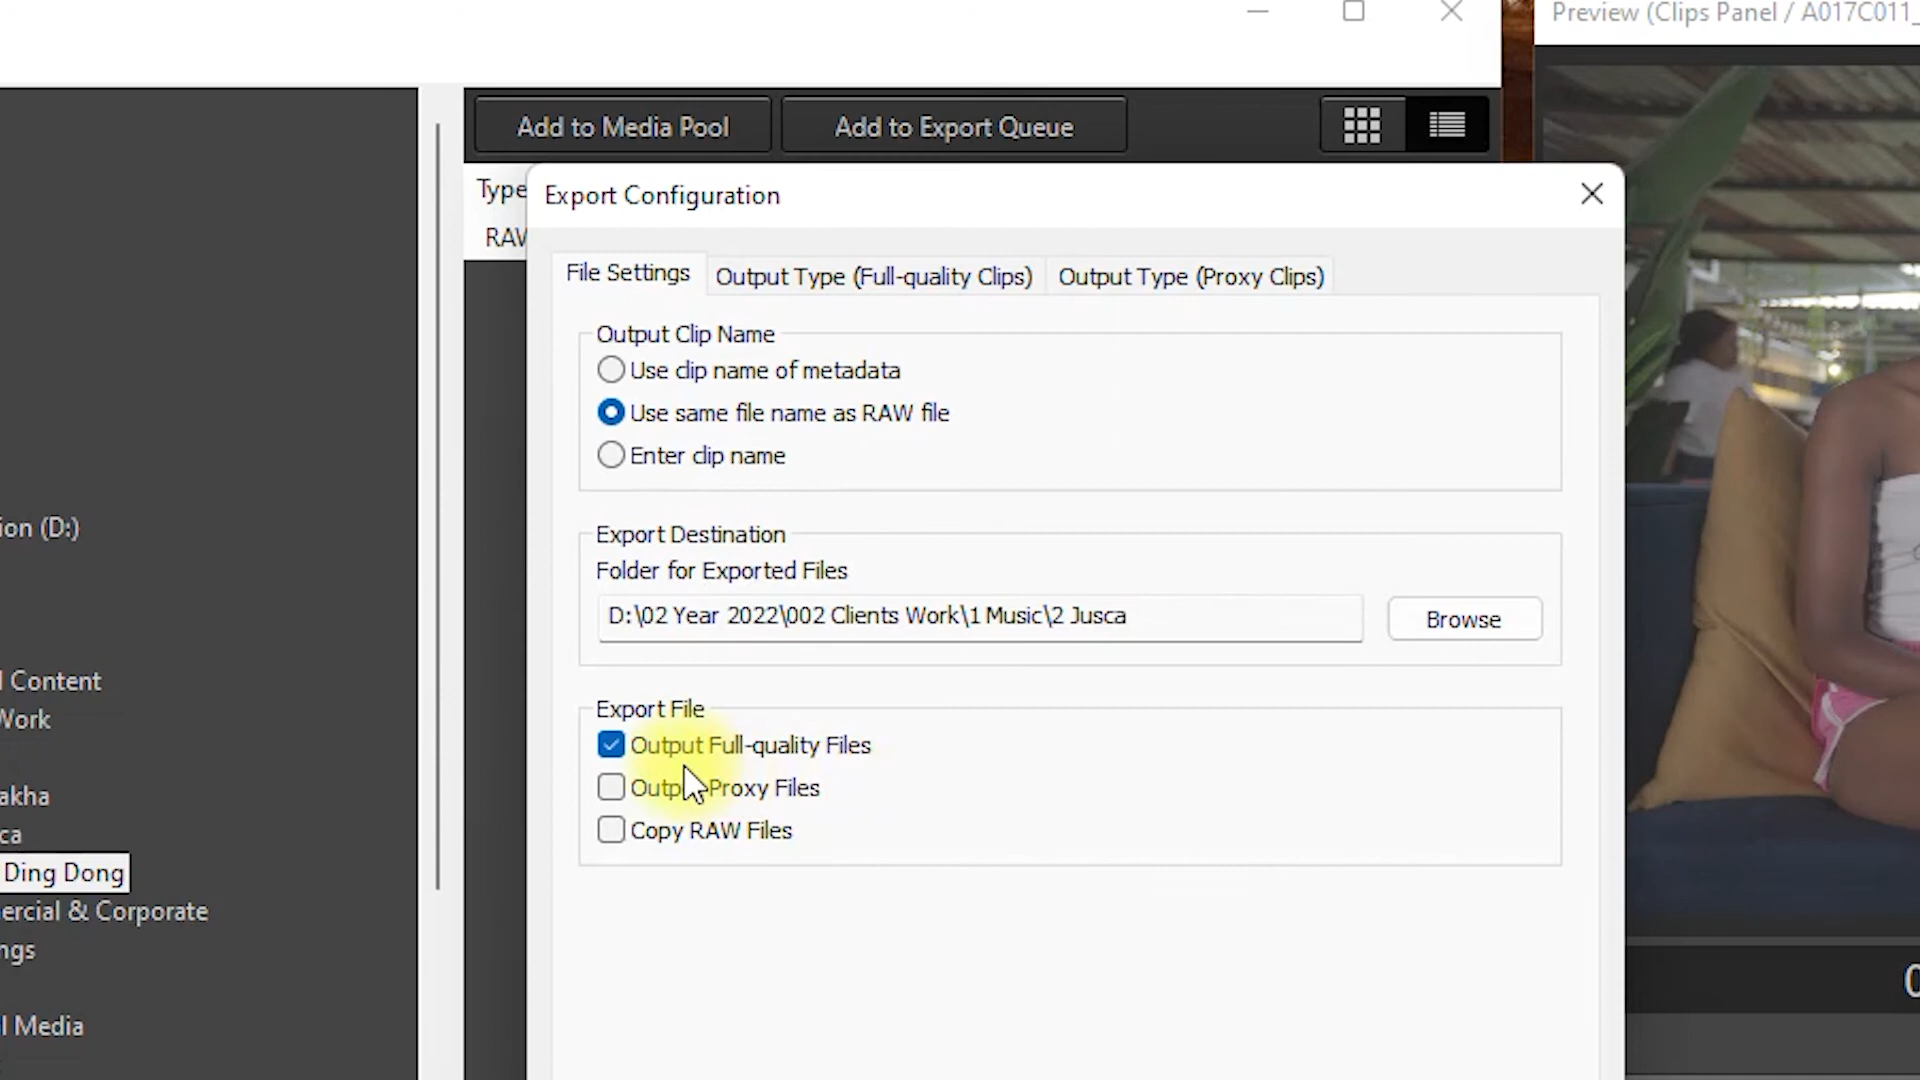 Preview (Clips Panel / A017C011_
Add to Media Pool
Add to Export Queue
Type
RAW
Export Configuration
File Settings
Output Type (Full-quality Clips)
Output Type (Proxy Clips)
Output Clip Name
Use clip name of metadata
Use same file name as RAW file
Enter clip name
Export Destination
Folder for Exported Files
D:\02 Year 2022\002 Clients Work\1 Music\2 Jusca
Browse
Export File
Output Full-quality Files
Output Proxy Files
Copy RAW Files
ion (D:)
l Content
Work
akha
ca
Ding Dong
ercial & Corporate
ngs
l Media